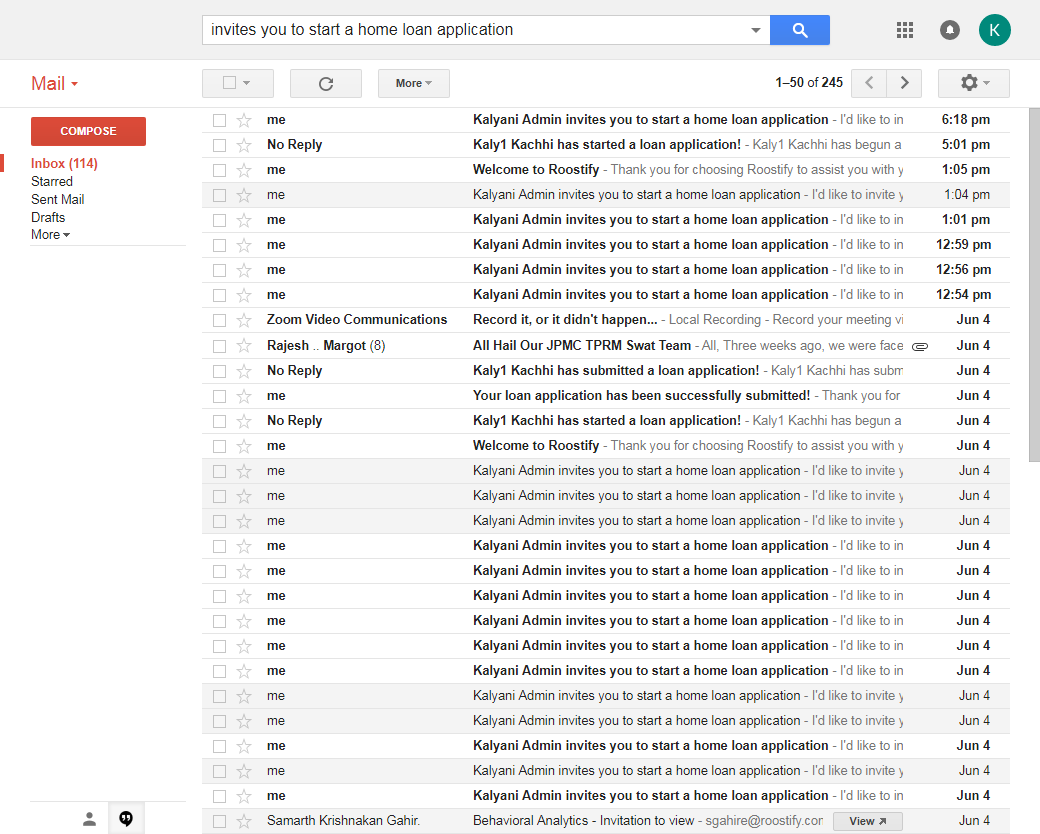 invites you to start a home loan application
K
Mail
More
1–50 of 245
COMPOSE
Inbox (114)
Starred
Sent Mail
Drafts
More
me Kalyani Admin invites you to start a home loan application - I'd like to in 6:18 pm
No Reply Kaly1 Kachhi has started a loan application! - Kaly1 Kachhi has begun a 5:01 pm
me Welcome to Roostify - Thank you for choosing Roostify to assist you with y 1:05 pm
me Kalyani Admin invites you to start a home loan application - I'd like to invite y 1:04 pm
me Kalyani Admin invites you to start a home loan application - I'd like to in 1:01 pm
me Kalyani Admin invites you to start a home loan application - I'd like to in 12:59 pm
me Kalyani Admin invites you to start a home loan application - I'd like to in 12:56 pm
me Kalyani Admin invites you to start a home loan application - I'd like to in 12:54 pm
Zoom Video Communications Record it, or it didn't happen... - Local Recording - Record your meeting vi Jun 4
Rajesh .. Margot (8) All Hail Our JPMC TPRM Swat Team - All, Three weeks ago, we were face Jun 4
No Reply Kaly1 Kachhi has submitted a loan application! - Kaly1 Kachhi has subm Jun 4
me Your loan application has been successfully submitted! - Thank you for Jun 4
No Reply Kaly1 Kachhi has started a loan application! - Kaly1 Kachhi has begun a Jun 4
me Welcome to Roostify - Thank you for choosing Roostify to assist you with y Jun 4
me Kalyani Admin invites you to start a home loan application - I'd like to invite y Jun 4
me Kalyani Admin invites you to start a home loan application - I'd like to invite y Jun 4
me Kalyani Admin invites you to start a home loan application - I'd like to invite y Jun 4
me Kalyani Admin invites you to start a home loan application - I'd like to in Jun 4
me Kalyani Admin invites you to start a home loan application - I'd like to in Jun 4
me Kalyani Admin invites you to start a home loan application - I'd like to in Jun 4
me Kalyani Admin invites you to start a home loan application - I'd like to in Jun 4
me Kalyani Admin invites you to start a home loan application - I'd like to in Jun 4
me Kalyani Admin invites you to start a home loan application - I'd like to in Jun 4
me Kalyani Admin invites you to start a home loan application - I'd like to invite y Jun 4
me Kalyani Admin invites you to start a home loan application - I'd like to invite y Jun 4
me Kalyani Admin invites you to start a home loan application - I'd like to in Jun 4
me Kalyani Admin invites you to start a home loan application - I'd like to invite y Jun 4
me Kalyani Admin invites you to start a home loan application - I'd like to in Jun 4
Samarth Krishnakan Gahir. Behavioral Analytics - Invitation to view - sgahire@roostify.com View Jun 4